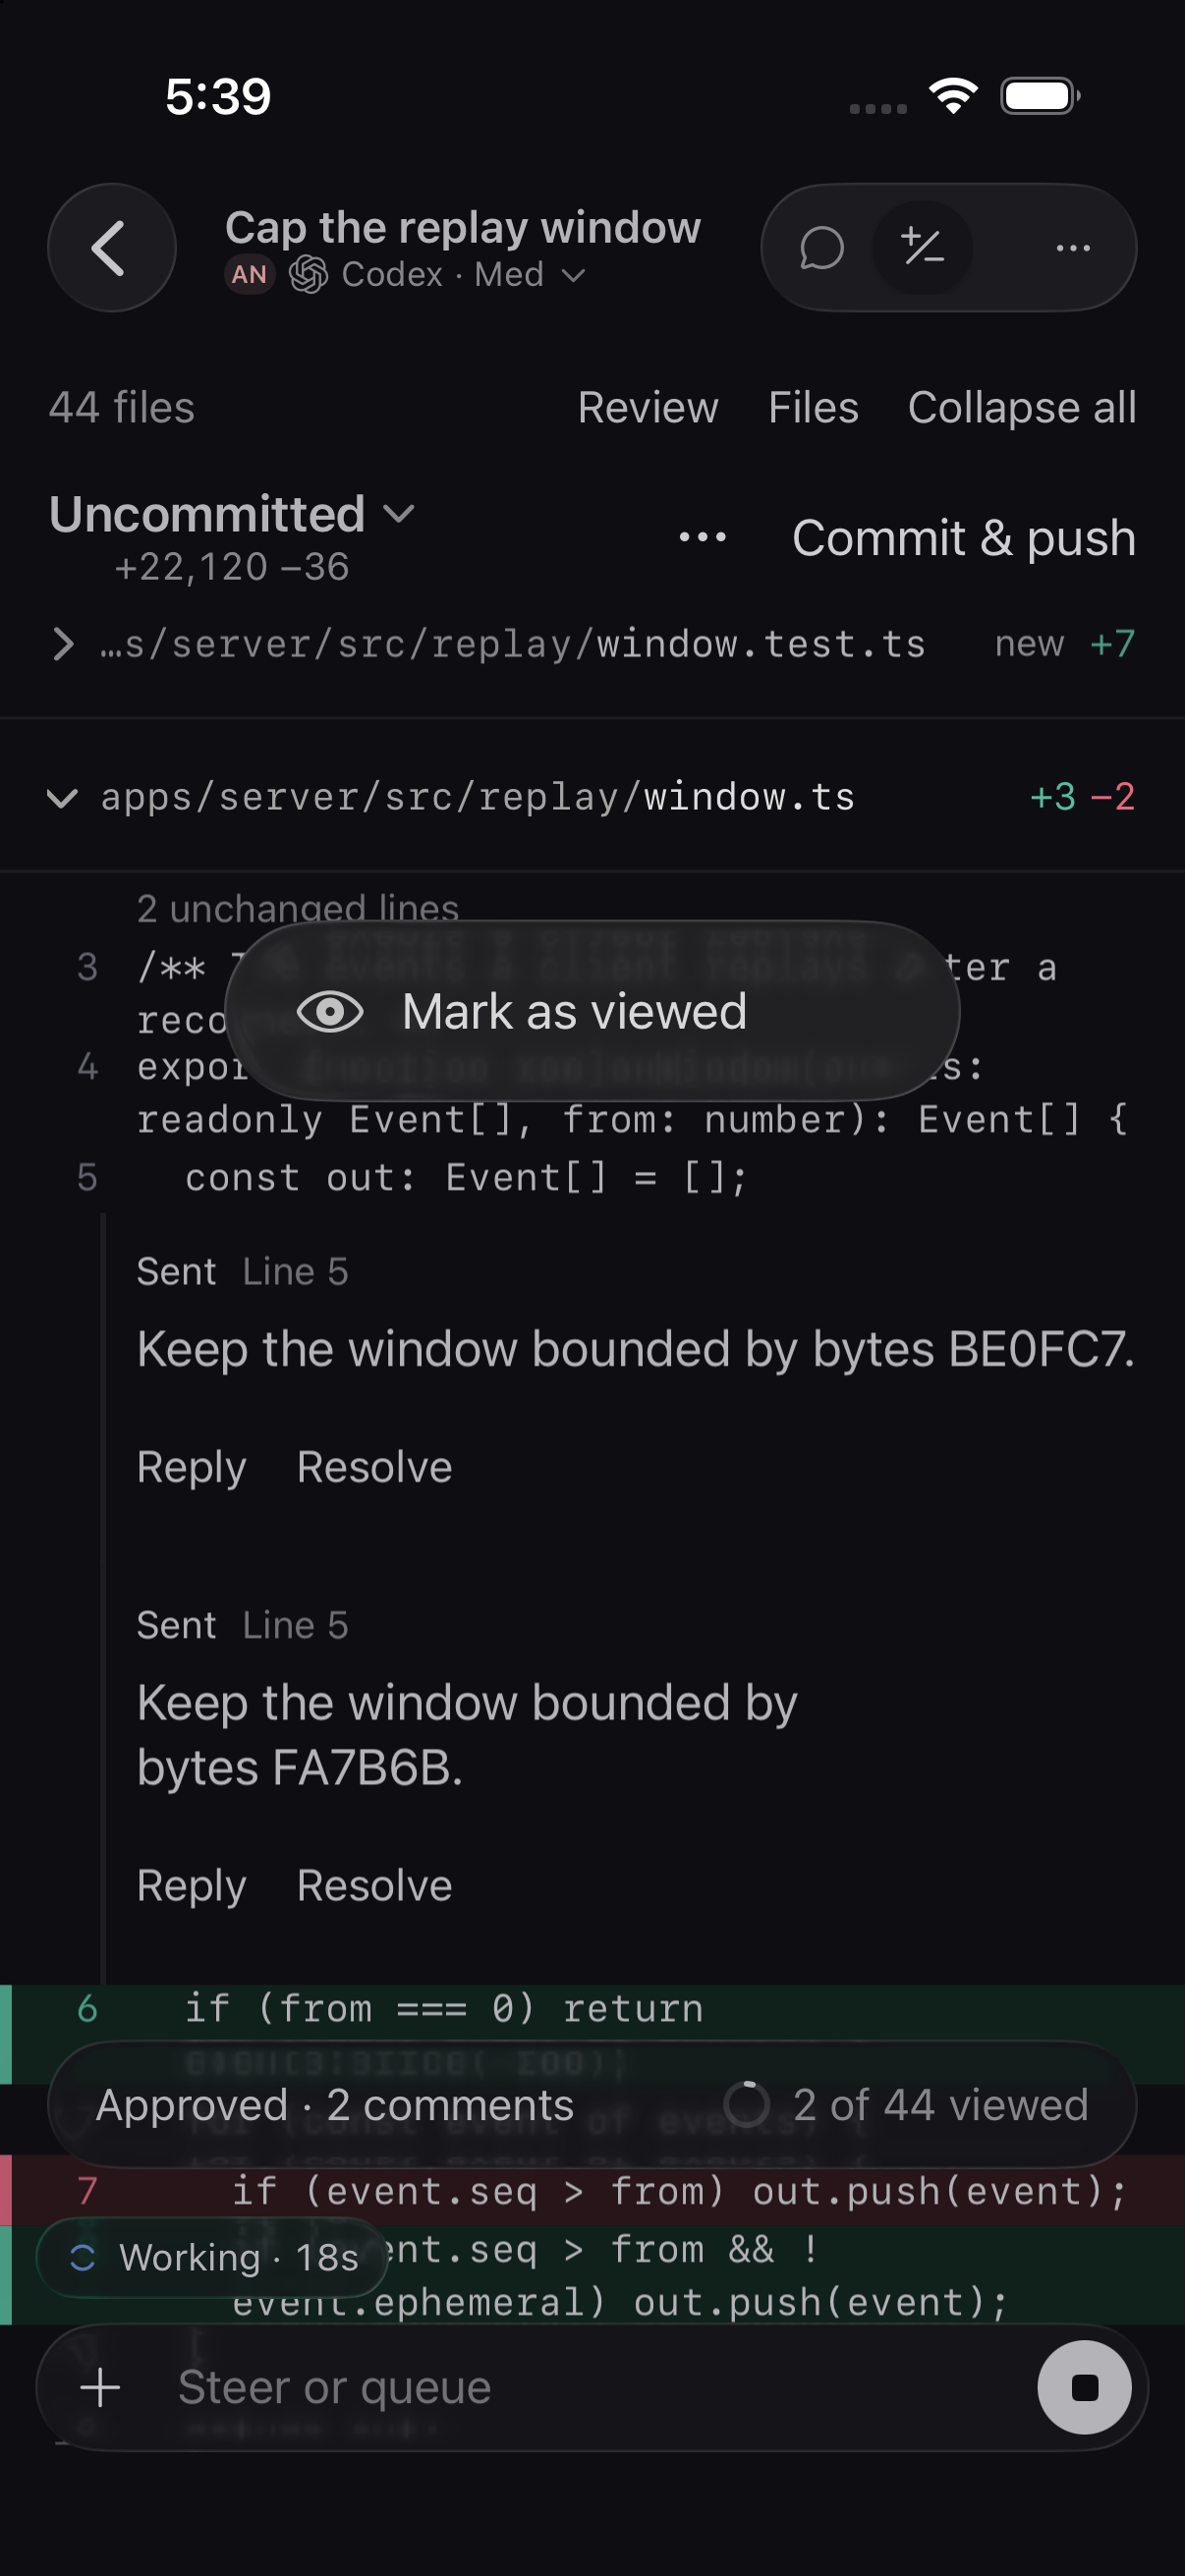 5:39
Cap the replay window
AN Codex · Med
44 files Review Files Collapse all
Uncommitted
+22,120 −36
... Commit & push
…s/server/src/replay/window.test.ts new +7
apps/server/src/replay/window.ts +3 −2
2 unchanged lines
3 /** ter a
reco
Mark as viewed
4 expor s:
readonly Event[], from: number): Event[] {
5 const out: Event[] = [];
Sent Line 5
Keep the window bounded by bytes BE0FC7.
Reply Resolve
Sent Line 5
Keep the window bounded by
bytes FA7B6B.
Reply Resolve
6 if (from === 0) return
Approved · 2 comments 2 of 44 viewed
7 if (event.seq > from) out.push(event);
Working · 18s
ent.seq > from && !
event.ephemeral) out.push(event);
Steer or queue